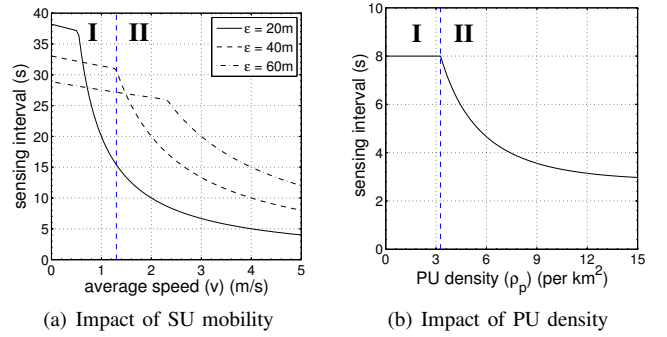 I II
ε = 20m
ε = 40m
ε = 60m
40
35
30
25
20
15
10
5
0
sensing interval (s)
0 1 2 3 4 5
average speed (v) (m/s)
(a) Impact of SU mobility
I II
10
8
6
4
2
0
sensing interval (s)
0 3 6 9 12 15
PU density (ρp) (per km²)
(b) Impact of PU density